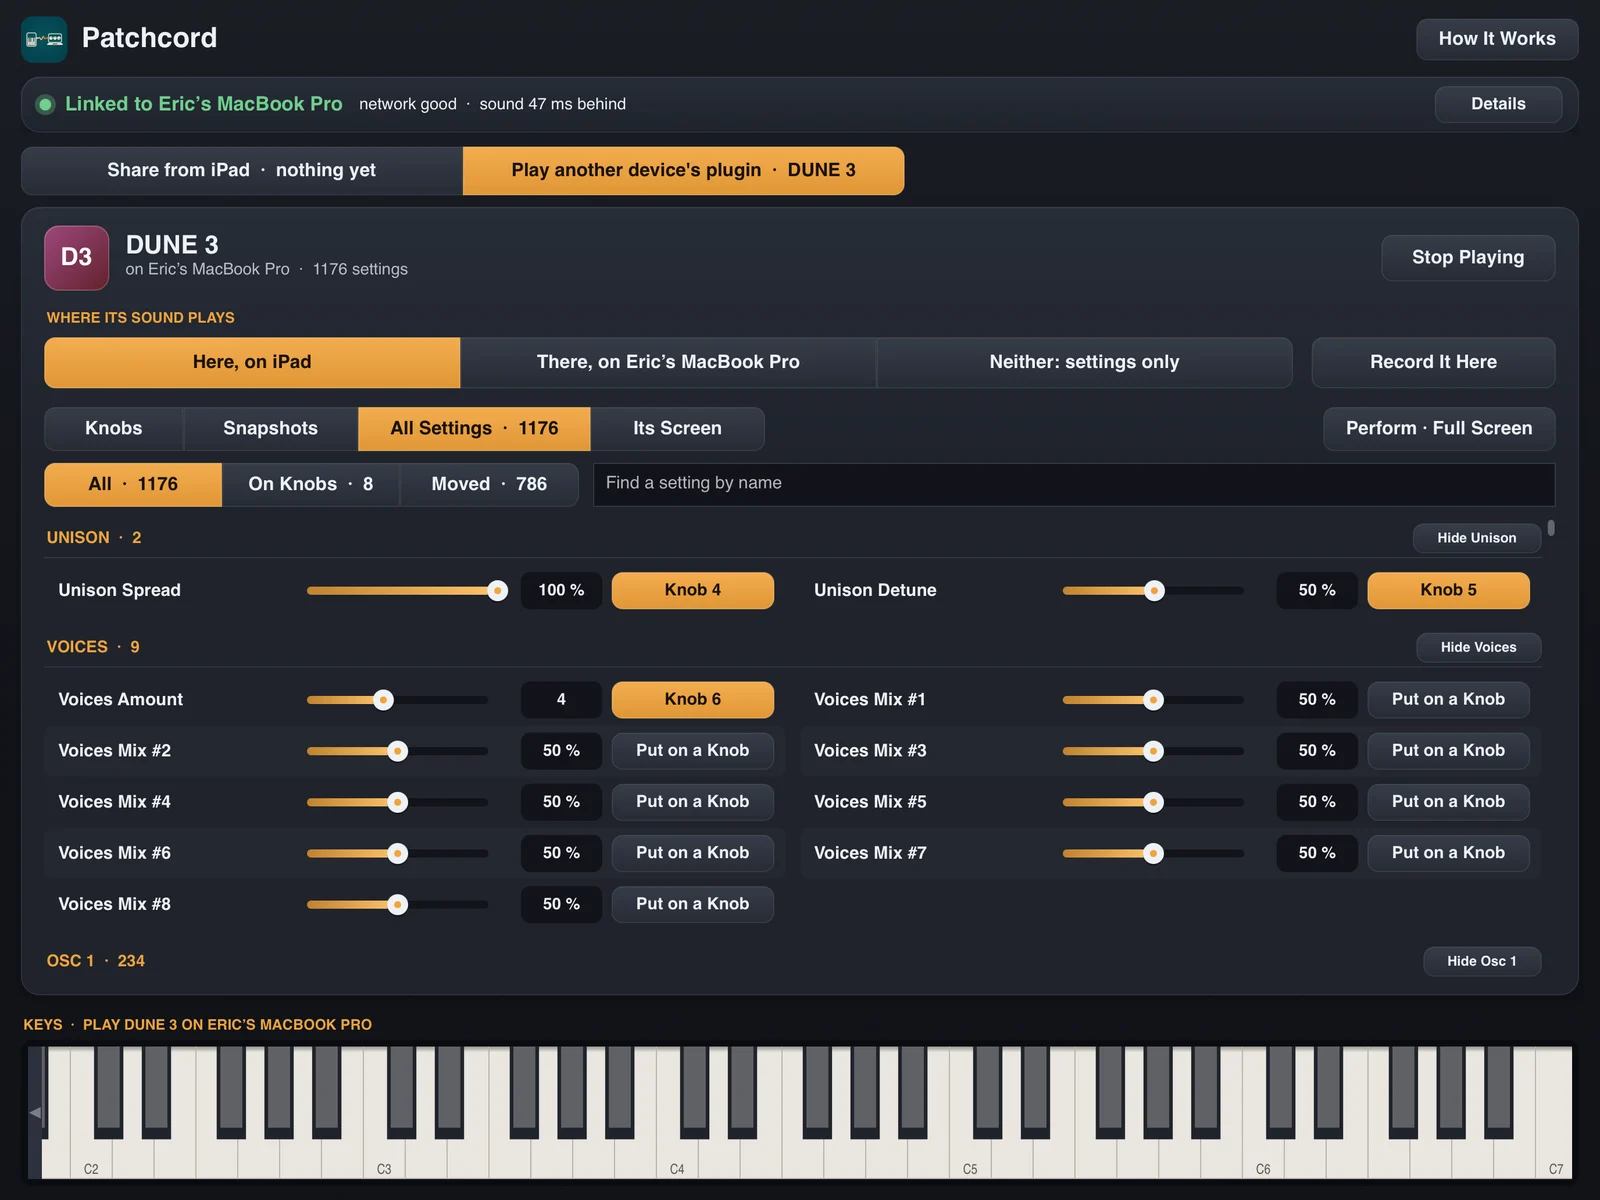 Patchcord
How It Works
Linked to Eric’s MacBook Pro network good · sound 47 ms behind
Details
Share from iPad · nothing yet
Play another device's plugin · DUNE 3
D3
DUNE 3
on Eric’s MacBook Pro · 1176 settings
Stop Playing
WHERE ITS SOUND PLAYS
Here, on iPad
There, on Eric’s MacBook Pro
Neither: settings only
Record It Here
Knobs
Snapshots
All Settings · 1176
Its Screen
Perform · Full Screen
All · 1176
On Knobs · 8
Moved · 786
Find a setting by name
UNISON · 2
Hide Unison
Unison Spread
100 %
Knob 4
Unison Detune
50 %
Knob 5
VOICES · 9
Hide Voices
Voices Amount
4
Knob 6
Voices Mix #1
50 %
Put on a Knob
Voices Mix #2
50 %
Put on a Knob
Voices Mix #3
50 %
Put on a Knob
Voices Mix #4
50 %
Put on a Knob
Voices Mix #5
50 %
Put on a Knob
Voices Mix #6
50 %
Put on a Knob
Voices Mix #7
50 %
Put on a Knob
Voices Mix #8
50 %
Put on a Knob
OSC 1 · 234
Hide Osc 1
KEYS · PLAY DUNE 3 ON ERIC’S MACBOOK PRO
C2
C3
C4
C5
C6
C7